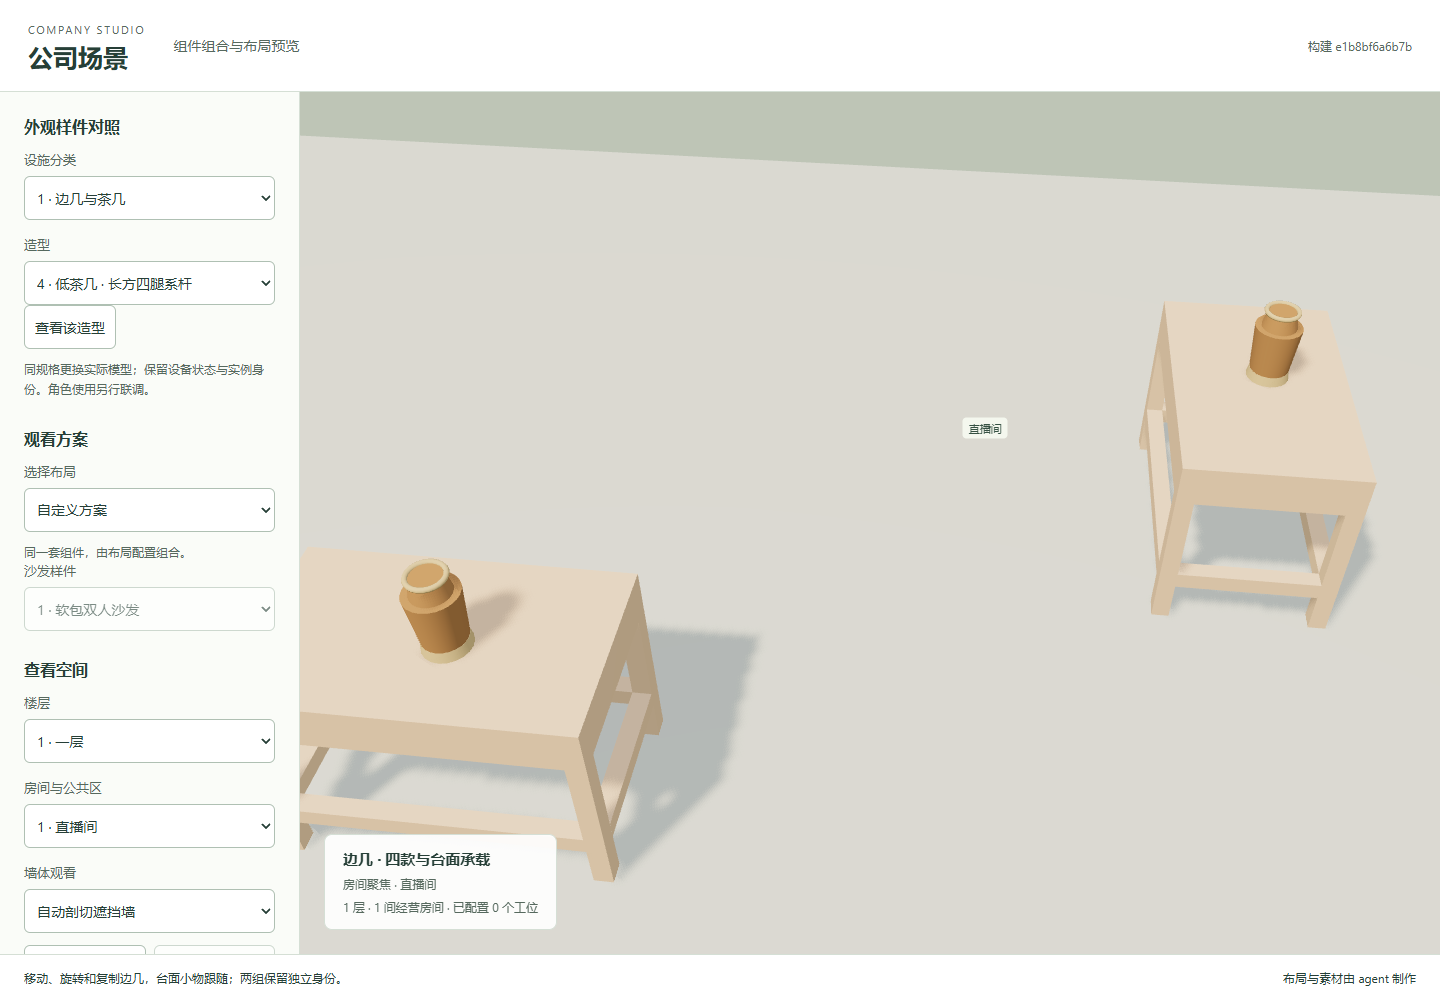 COMPANY STUDIO
公司场景
组件组合与布局预览
构建 e1b8bf6a6b7b
外观样件对照
设施分类
1 · 边几与茶几
造型
4 · 低茶几 · 长方四腿系杆
查看该造型
同规格更换实际模型；保留设备状态与实例身
份。角色使用另行联调。
观看方案
选择布局
自定义方案
同一套组件，由布局配置组合。
沙发样件
1 · 软包双人沙发
查看空间
楼层
1 · 一层
房间与公共区
1 · 直播间
墙体观看
自动剖切遮挡墙
直播间
边几 · 四款与台面承载
房间聚焦 · 直播间
1 层 · 1 间经营房间 · 已配置 0 个工位
移动、旋转和复制边几，台面小物跟随；两组保留独立身份。
布局与素材由 agent 制作